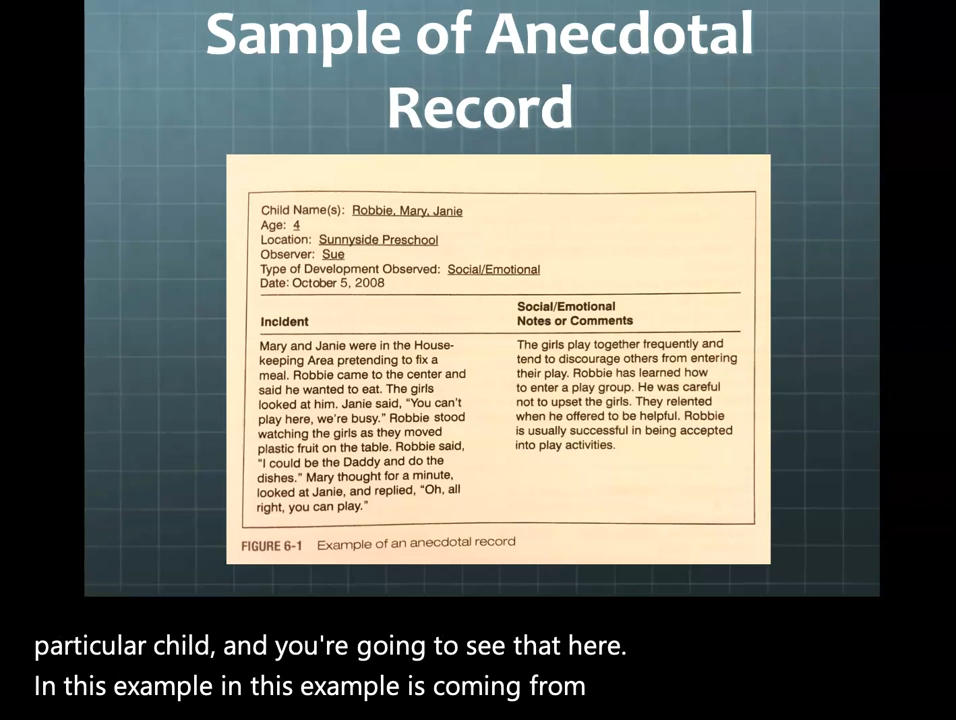 Sample of Anecdotal
Record
Child Name(s): Robbie, Mary, Janie
Age: 4
Location: Sunnyside Preschool
Observer: Sue
Type of Development Observed: Social/Emotional
Date: October 5, 2008
Incident
Mary and Janie were in the House-
keeping Area pretending to fix a
meal. Robbie came to the center and
said he wanted to eat. The girls
looked at him. Janie said, “You can’t
play here, we’re busy.” Robbie stood
watching the girls as they moved
plastic fruit on the table. Robbie said,
“I could be the Daddy and do the
dishes.” Mary thought for a minute,
looked at Janie, and replied, “Oh, all
right, you can play.”
Social/Emotional
Notes or Comments
The girls play together frequently and
tend to discourage others from entering
their play. Robbie has learned how
to enter a play group. He was careful
not to upset the girls. They relented
when he offered to be helpful. Robbie
is usually successful in being accepted
into play activities.
FIGURE 6-1 Example of an anecdotal record
particular child, and you're going to see that here.
In this example in this example is coming from